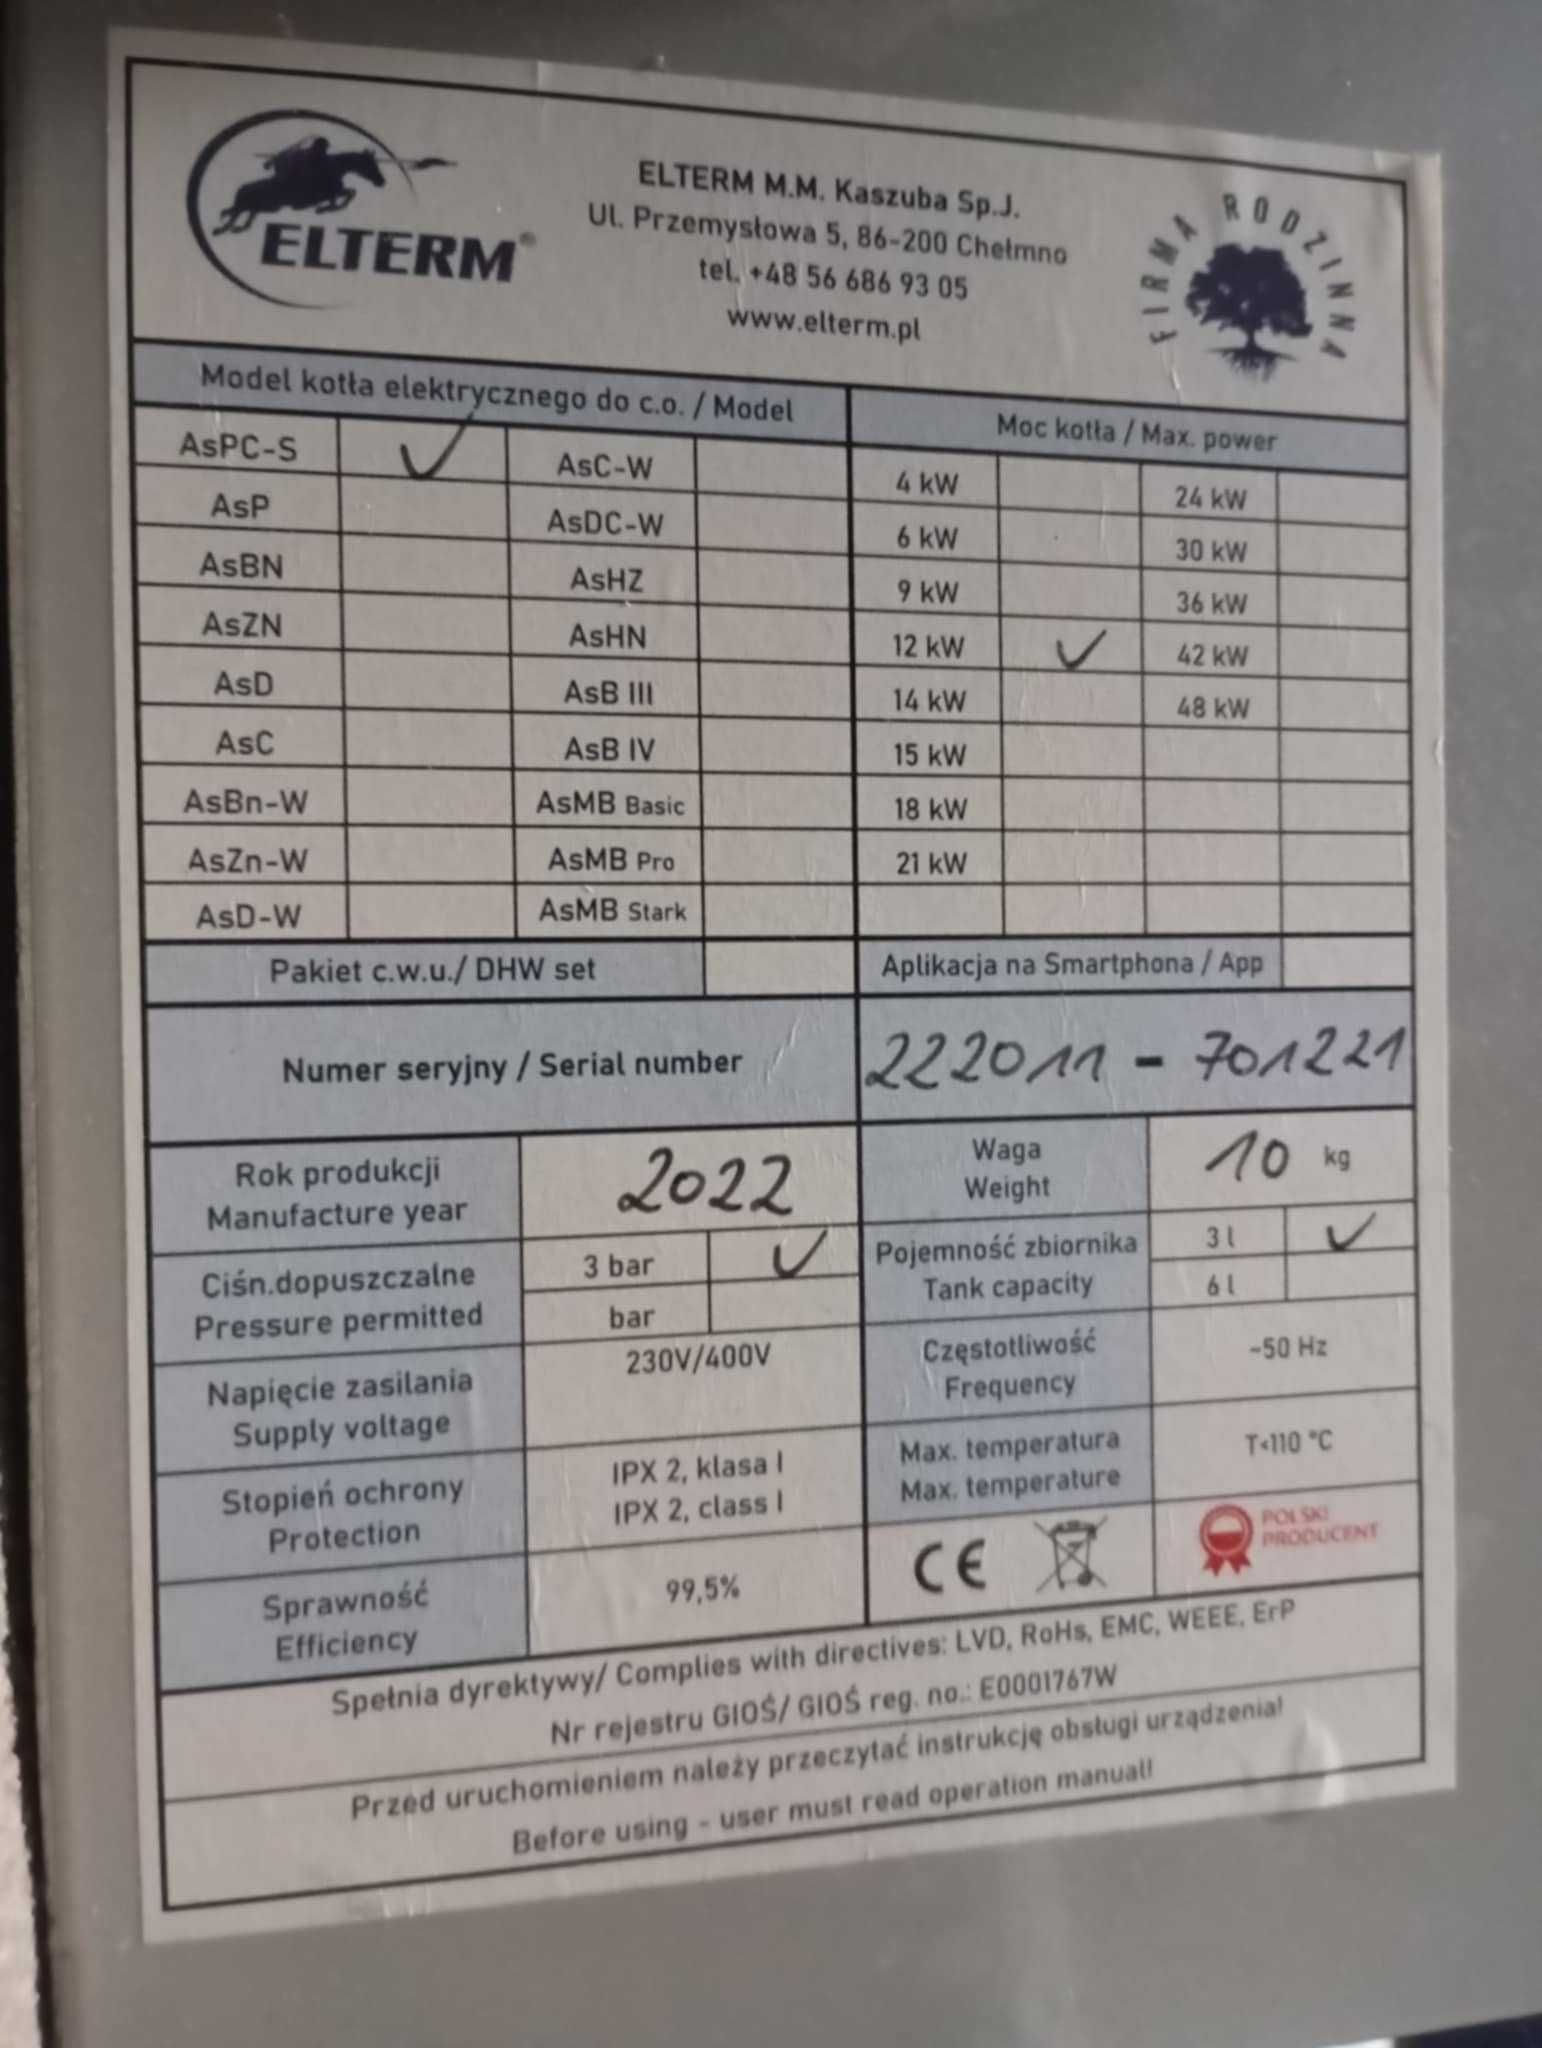 ELTERM®
ELTERM M.M. Kaszuba Sp.J.
Ul. Przemysłowa 5, 86-200 Chełmno
tel. +48 56 686 93 05
www.elterm.pl
FIRMA RODZINNA
Model kotła elektrycznego do c.o. / Model
Moc kotła / Max. power
AsPC-S ✓ AsC-W 4 kW 24 kW
AsP AsDC-W 6 kW 30 kW
AsBN AsHZ 9 kW 36 kW
AsZN AsHN 12 kW ✓ 42 kW
AsD AsB III 14 kW 48 kW
AsC AsB IV 15 kW
AsBn-W AsMB Basic 18 kW
AsZn-W AsMB Pro 21 kW
AsD-W AsMB Stark
Pakiet c.w.u./ DHW set
Aplikacja na Smartphona / App
Numer seryjny / Serial number
222011 - 701221
Rok produkcji
Manufacture year
2022
Waga
Weight
10 kg
Ciśn.dopuszczalne
Pressure permitted
3 bar ✓
bar
Pojemność zbiornika
Tank capacity
3 l ✓
6 l
Napięcie zasilania
Supply voltage
230V/400V
Częstotliwość
Frequency
~50 Hz
Stopień ochrony
Protection
IPX 2, klasa I
IPX 2, class I
Max. temperatura
Max. temperature
T<110 °C
Sprawność
Efficiency
99,5%
CE
POLSKI
PRODUCENT
Spełnia dyrektywy/ Complies with directives: LVD, RoHs, EMC, WEEE, ErP
Nr rejestru GIOŚ/ GIOŚ reg. no.: E0001767W
Przed uruchomieniem należy przeczytać instrukcję obsługi urządzenia!
Before using - user must read operation manual!